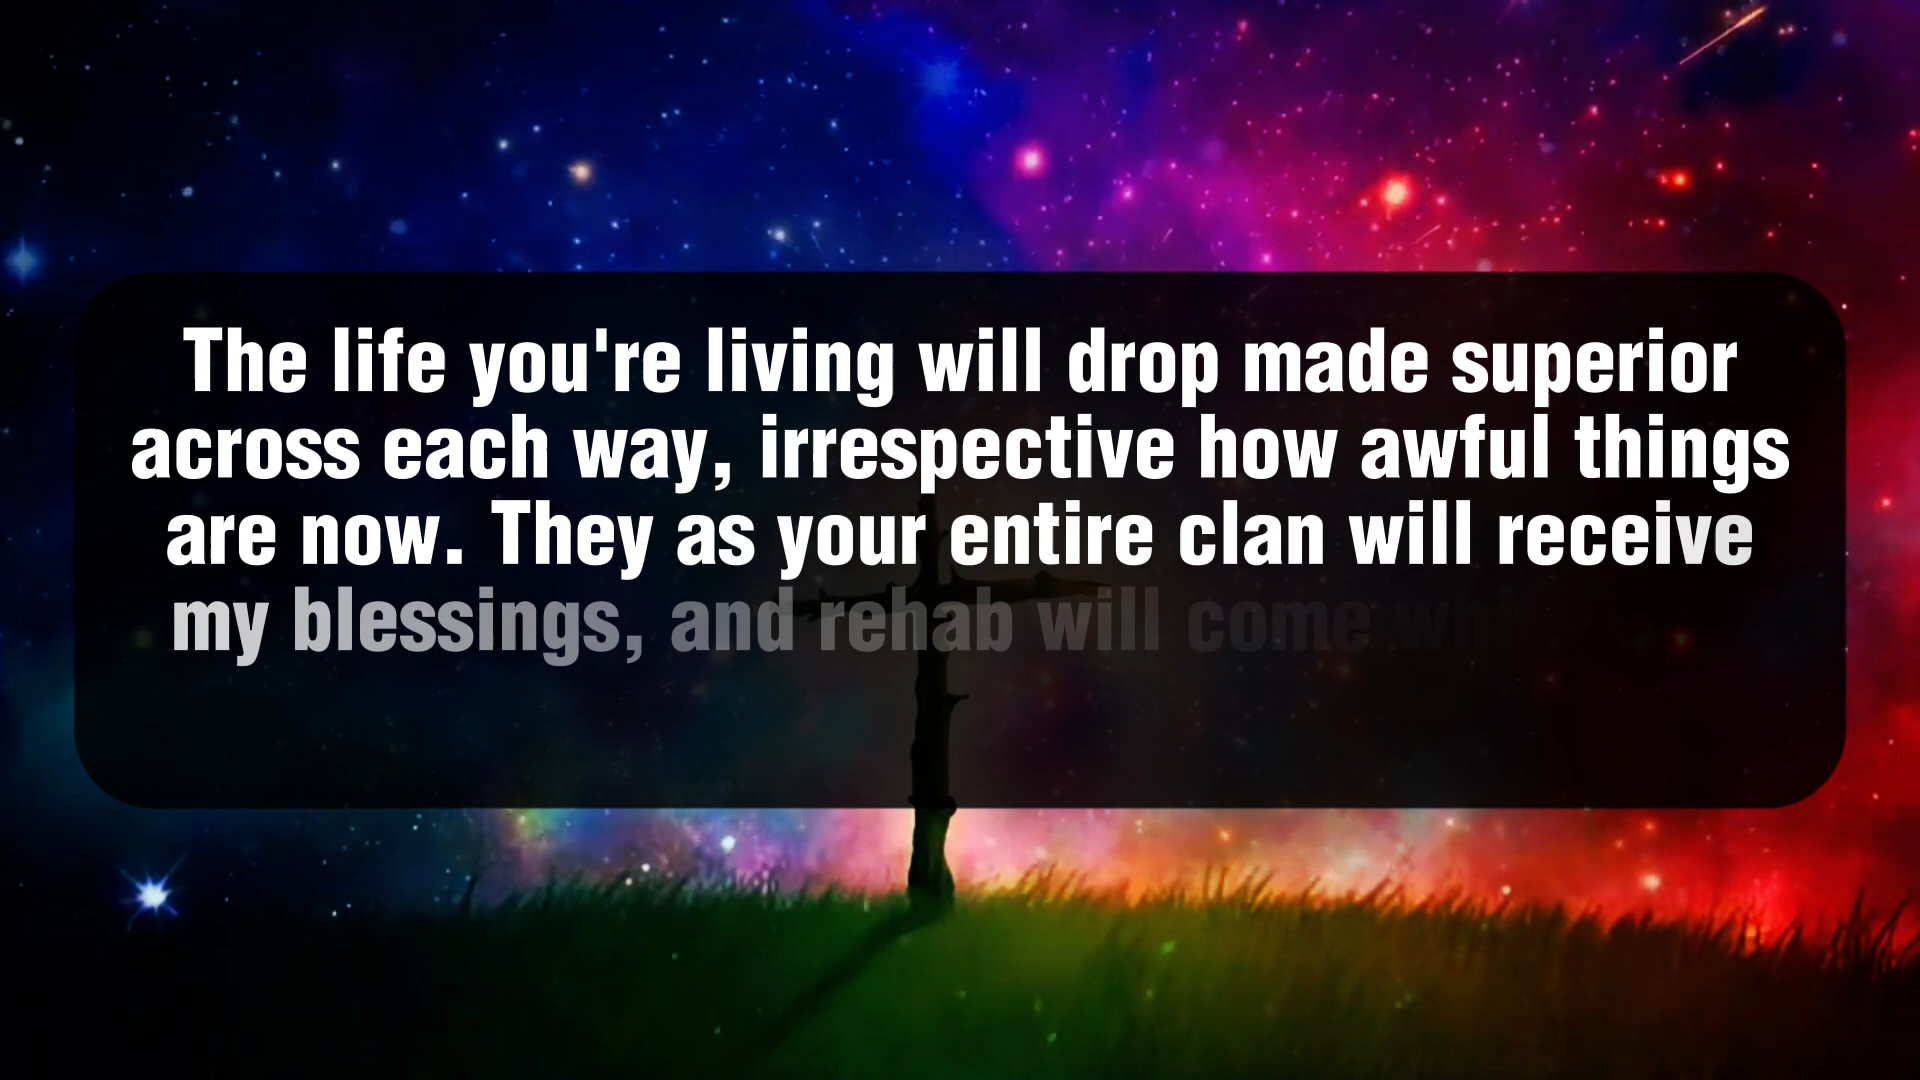 The life you're living will drop made superior
across each way, irrespective how awful things
are now. They as your entire clan will receive
my blessings, and rehab will come